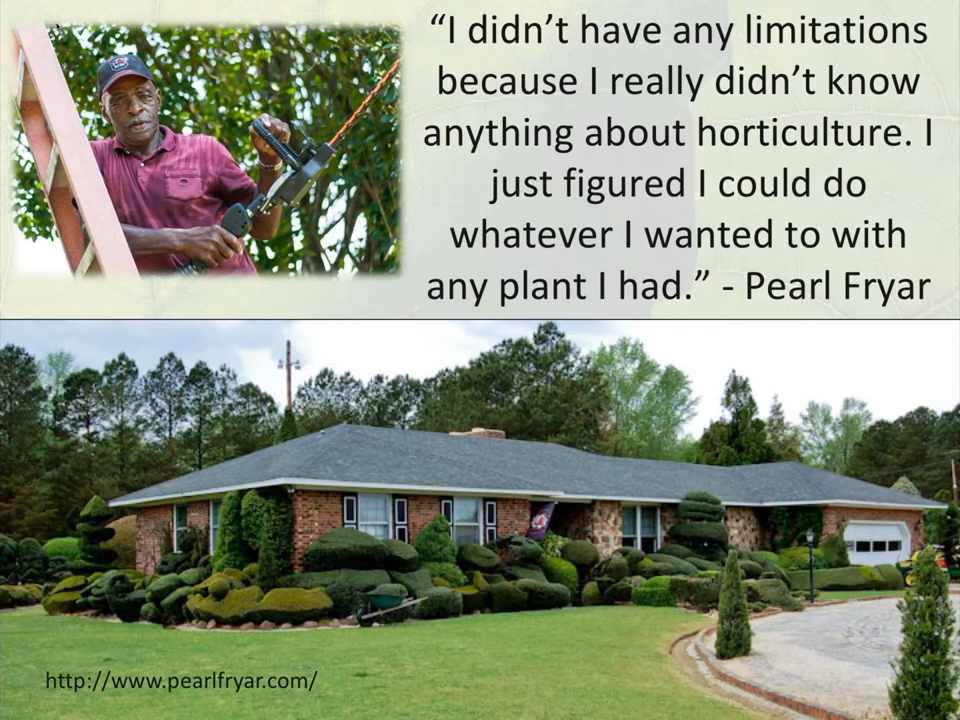 “I didn’t have any limitations
because I really didn’t know
anything about horticulture. I
just figured I could do
whatever I wanted to with
any plant I had.” - Pearl Fryar
http://www.pearlfryar.com/